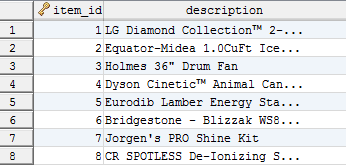 item_id description
1 1 LG Diamond Collection™ 2-...
2 2 Equator-Midea 1.0CuFt Ice...
3 3 Holmes 36" Drum Fan
4 4 Dyson Cinetic™ Animal Can...
5 5 Eurodib Lamber Energy Sta...
6 6 Bridgestone - Blizzak WS8...
7 7 Jorgen's PRO Shine Kit
8 8 CR SPOTLESS De-Ionizing S...